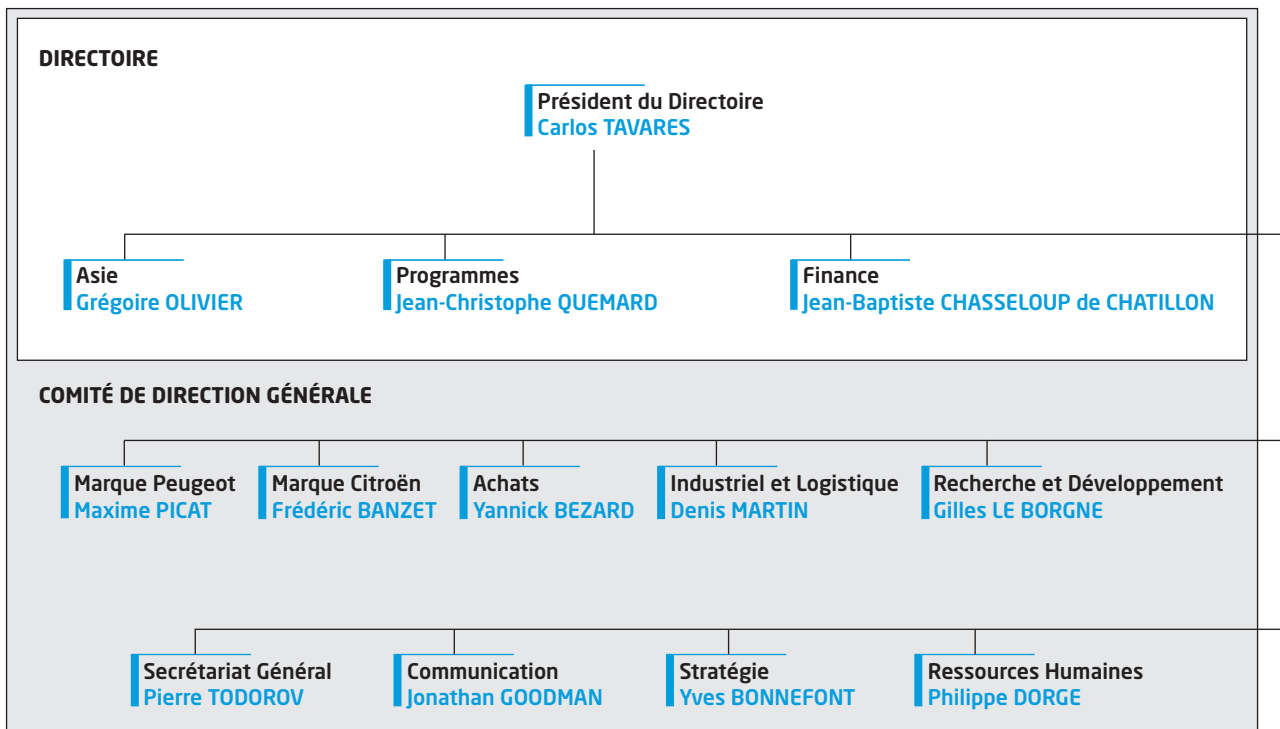 DIRECTOIRE
Président du Directoire
Carlos TAVARES
Asie
Grégoire OLIVIER
Programmes
Jean-Christophe QUEMARD
Finance
Jean-Baptiste CHASSELOUP de CHATILLON
COMITÉ DE DIRECTION GÉNÉRALE
Marque Peugeot
Maxime PICAT
Marque Citroën
Frédéric BANZET
Achats
Yannick BEZARD
Industriel et Logistique
Denis MARTIN
Recherche et Développement
Gilles LE BORGNE
Secrétariat Général
Pierre TODOROV
Communication
Jonathan GOODMAN
Stratégie
Yves BONNEFONT
Ressources Humaines
Philippe DORGE